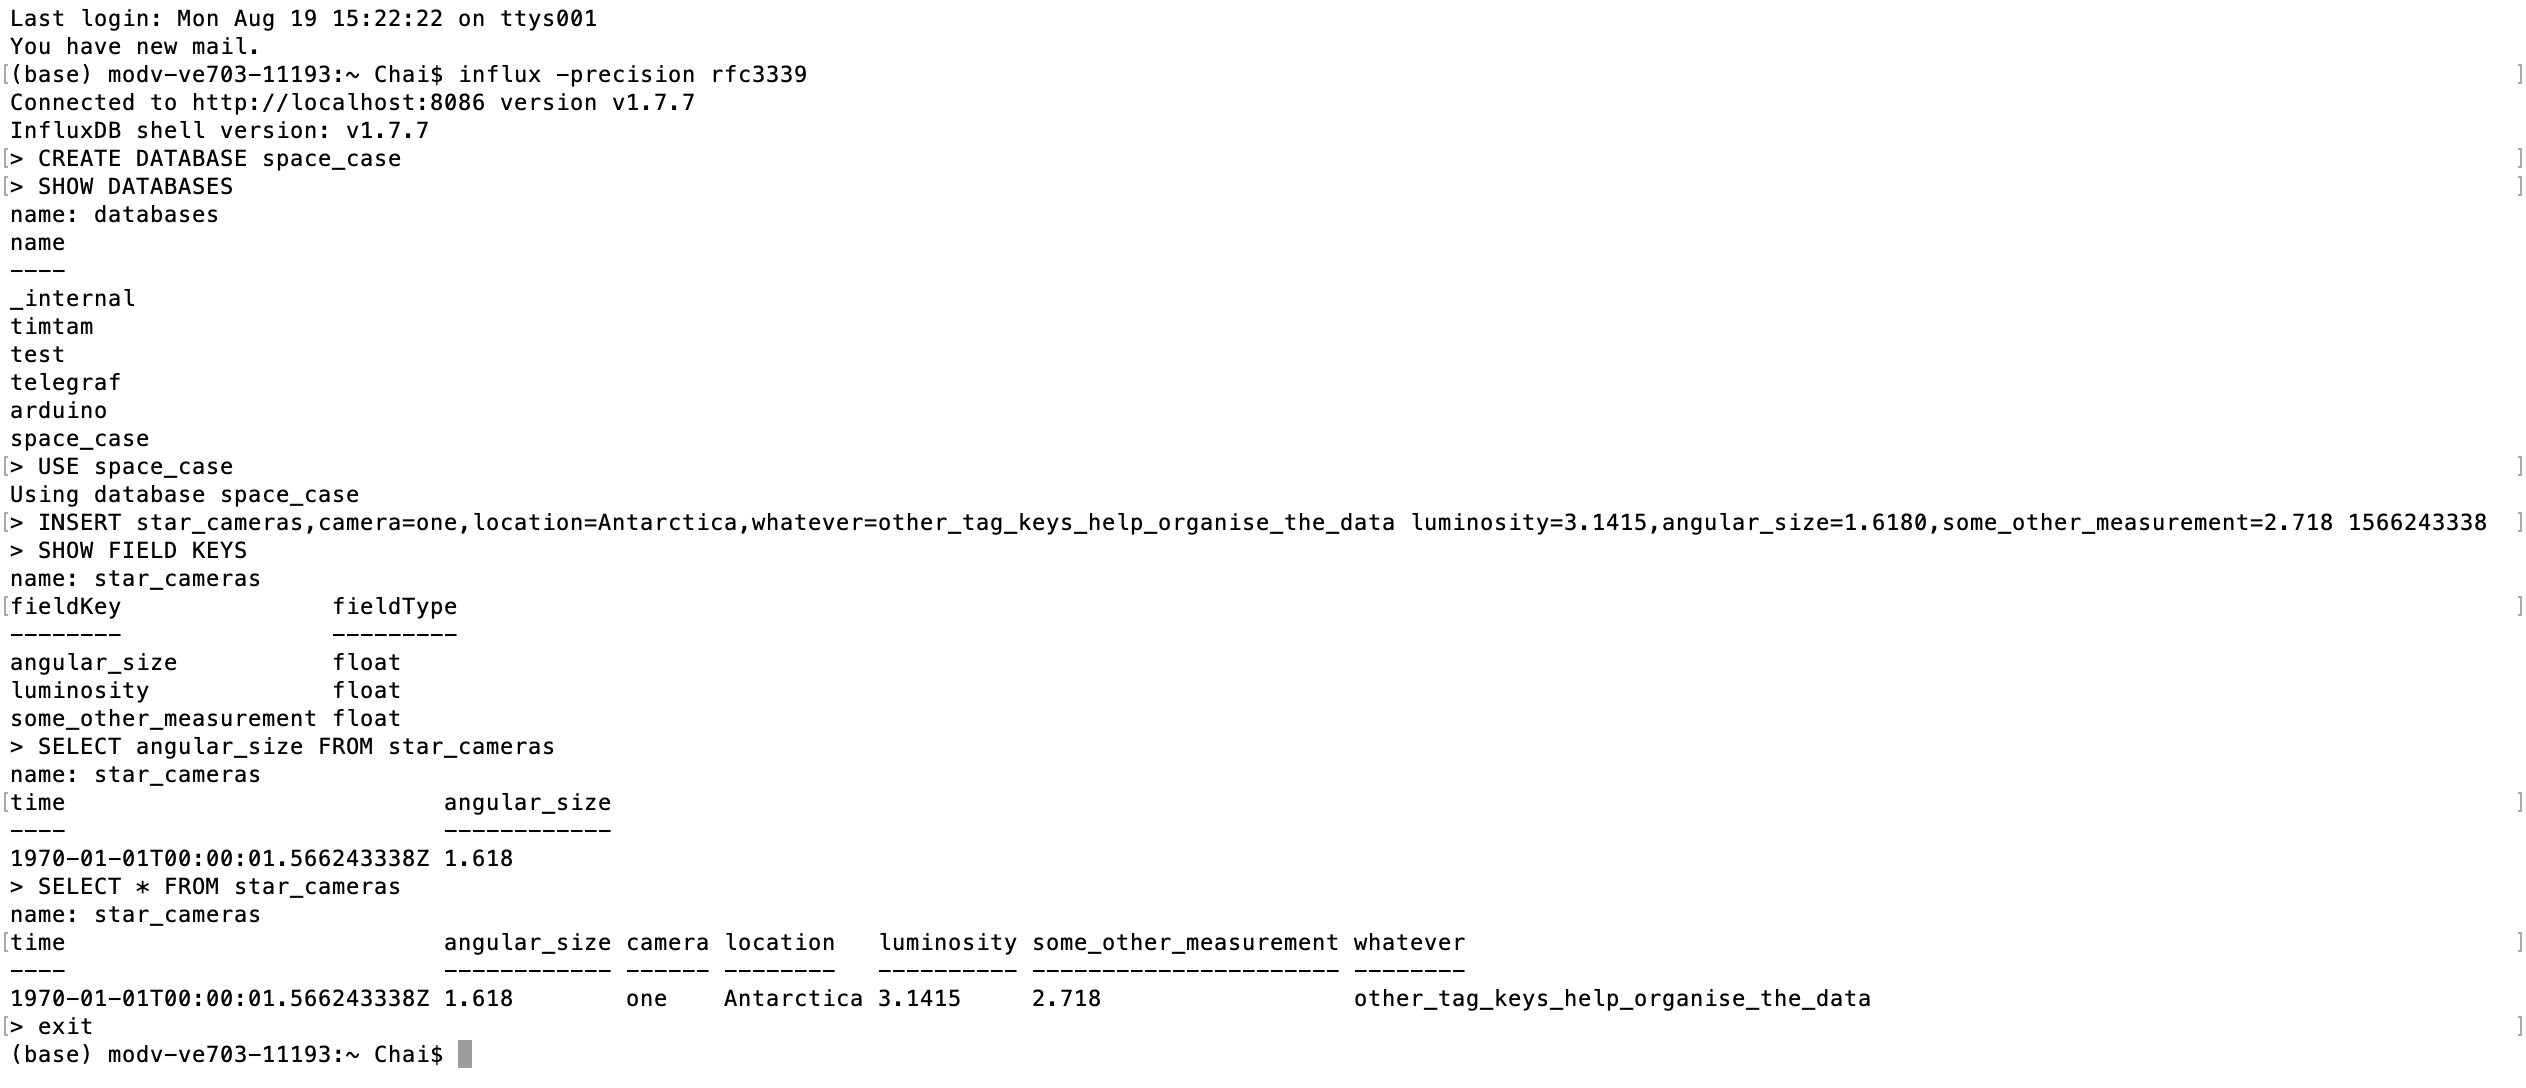 Last login: Mon Aug 19 15:22:22 on ttys001
You have new mail.
[(base) modv-ve703-11193:~ Chai$ influx -precision rfc3339 ]
Connected to http://localhost:8086 version v1.7.7
InfluxDB shell version: v1.7.7
[> CREATE DATABASE space_case ]
[> SHOW DATABASES ]
name: databases
name
----
_internal
timtam
test
telegraf
arduino
space_case
[> USE space_case ]
Using database space_case
[> INSERT star_cameras,camera=one,location=Antarctica,whatever=other_tag_keys_help_organise_the_data luminosity=3.1415,angular_size=1.6180,some_other_measurement=2.718 1566243338 ]
> SHOW FIELD KEYS
name: star_cameras
[fieldKey               fieldType ]
--------               ---------
angular_size           float
luminosity             float
some_other_measurement float
> SELECT angular_size FROM star_cameras
name: star_cameras
[time                           angular_size ]
----                           ------------
1970-01-01T00:00:01.566243338Z 1.618
> SELECT * FROM star_cameras
name: star_cameras
[time                           angular_size camera location   luminosity some_other_measurement whatever ]
----                           ------------ ------ --------   ---------- ---------------------- --------
1970-01-01T00:00:01.566243338Z 1.618        one    Antarctica 3.1415     2.718                  other_tag_keys_help_organise_the_data
[> exit ]
(base) modv-ve703-11193:~ Chai$